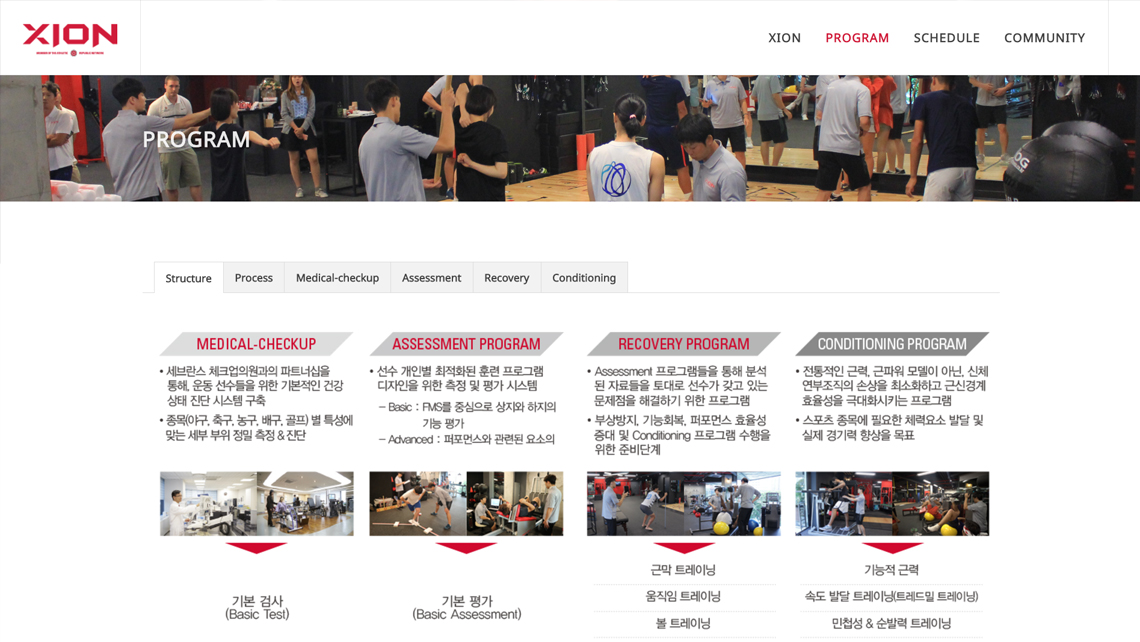 XION
XION PROGRAM SCHEDULE COMMUNITY
PROGRAM
Structure Process Medical-checkup Assessment Recovery Conditioning
MEDICAL-CHECKUP
• 세브란스 체크업의원과의 파트너십을
통해, 운동 선수들을 위한 기본적인 건강
상태 진단 시스템 구축
• 종목(야구, 축구, 농구, 배구, 골프) 별 특성에
맞는 세부 부위 정밀 측정 & 진단
기본 검사
(Basic Test)
ASSESSMENT PROGRAM
• 선수 개인별 최적화된 훈련 프로그램
디자인을 위한 측정 및 평가 시스템
– Basic : FMS를 중심으로 상지와 하지의
기능 평가
– Advanced : 퍼포먼스와 관련된 요소의
기본 평가
(Basic Assessment)
RECOVERY PROGRAM
• Assessment 프로그램들을 통해 분석
된 자료들을 토대로 선수가 갖고 있는
문제점을 해결하기 위한 프로그램
• 부상방지, 기능회복, 퍼포먼스 효율성
증대 및 Conditioning 프로그램 수행을
위한 준비단계
근막 트레이닝
움직임 트레이닝
볼 트레이닝
CONDITIONING PROGRAM
• 전통적인 근력, 근파워 모델이 아닌, 신체
연부조직의 손상을 최소화하고 근신경계
효율성을 극대화시키는 프로그램
• 스포츠 종목에 필요한 체력요소 발달 및
실제 경기력 향상을 목표
기능적 근력
속도 발달 트레이닝(트레드밀 트레이닝)
민첩성 & 순발력 트레이닝